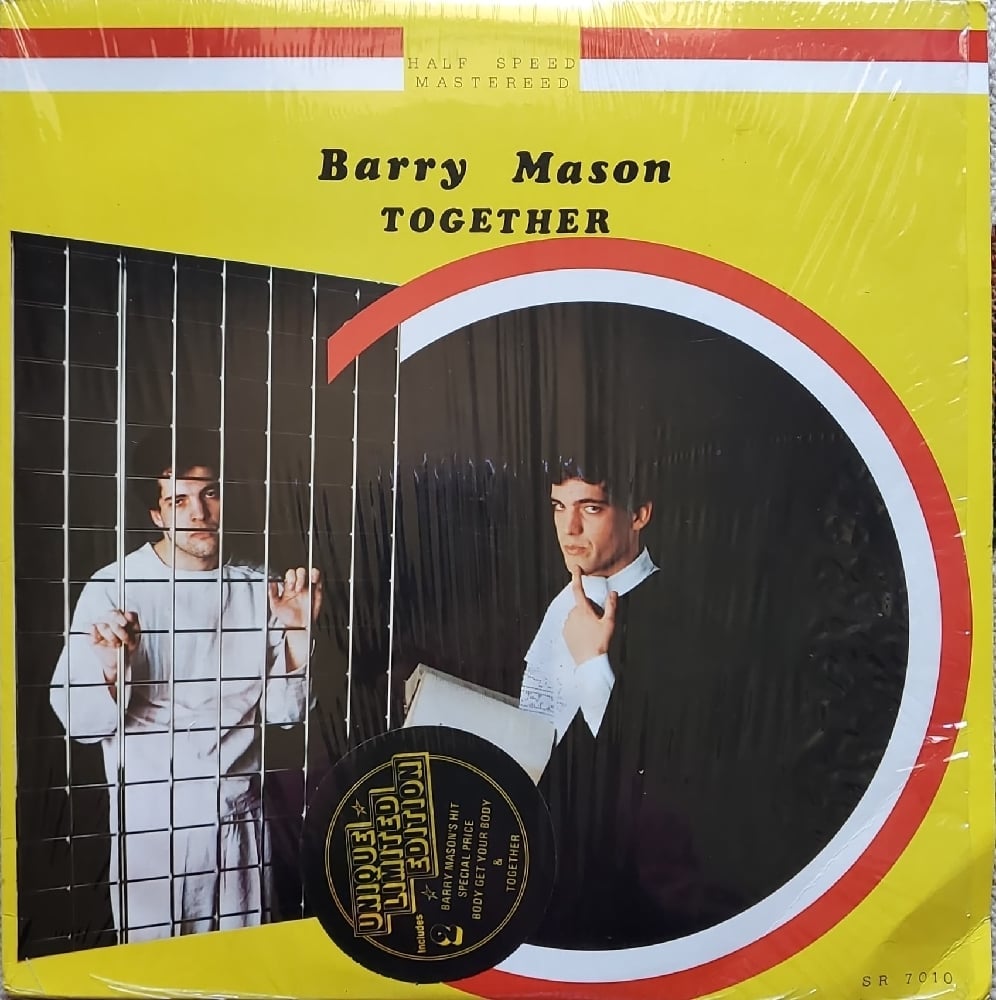 HALF SPEED
MASTEREED
Barry Mason
TOGETHER
UNIQUE
LIMITED
EDITION
Includes
2
BARRY MASON'S HIT
SPECIAL PRICE
BODY GET YOUR BODY
&
TOGETHER
SR 7010